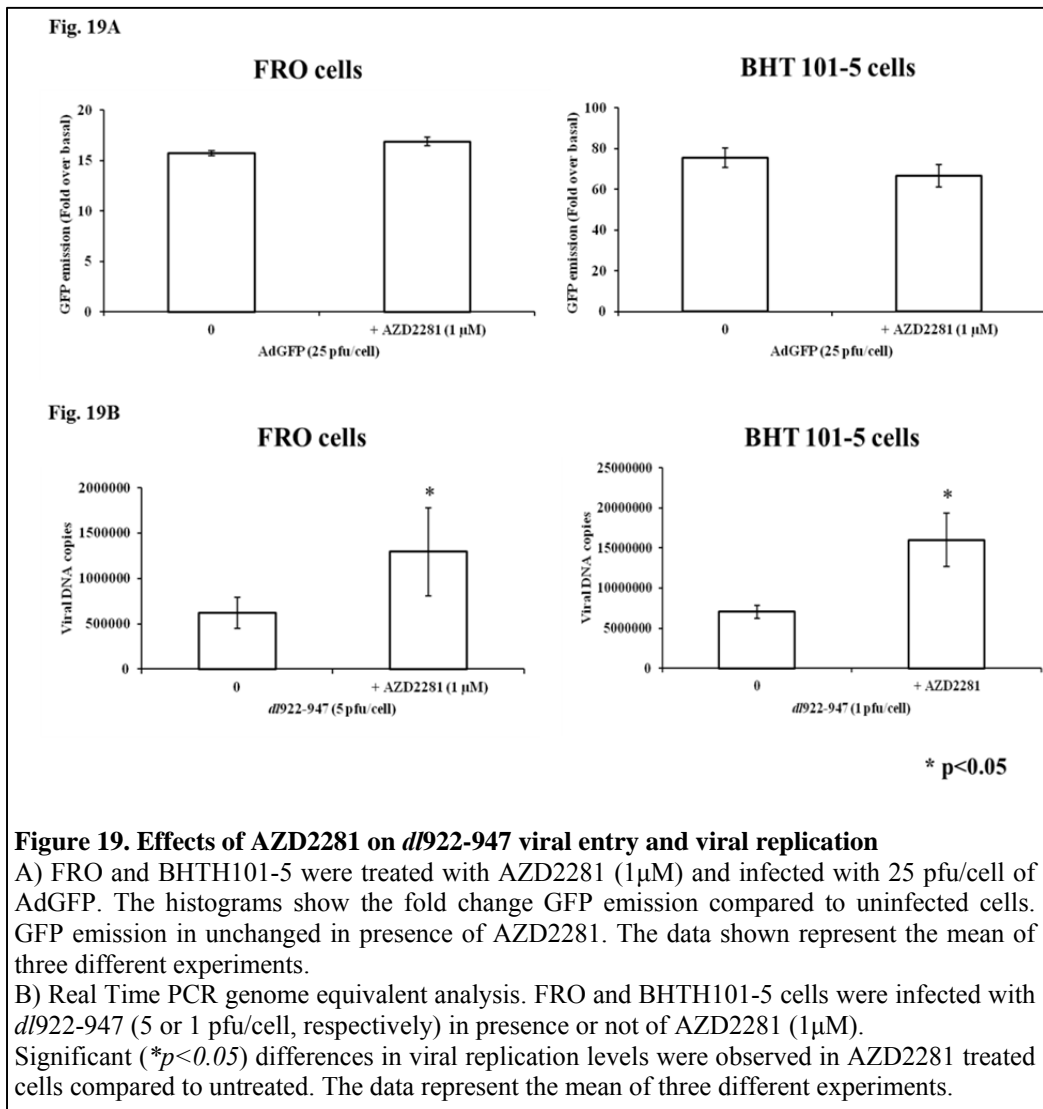 Fig. 19A
FRO cells
GFP emission (Fold over basal)
20
15
10
5
0
0
+ AZD2281 (1 µM)
AdGFP (25 pfu/cell)
BHT 101-5 cells
GFP emission (Fold over basal)
100
80
60
40
20
0
0
+ AZD2281 (1 µM)
AdGFP (25 pfu/cell)
Fig. 19B
FRO cells
Viral DNA copies
2000000
1500000
1000000
500000
0
*
0
+ AZD2281 (1 µM)
dl922-947 (5 pfu/cell)
BHT 101-5 cells
Viral DNA copies
25000000
20000000
15000000
10000000
5000000
0
*
0
+ AZD2281
dl922-947 (1 pfu/cell)
* p<0.05
Figure 19. Effects of AZD2281 on dl922-947 viral entry and viral replication
A) FRO and BHTH101-5 were treated with AZD2281 (1µM) and infected with 25 pfu/cell of
AdGFP. The histograms show the fold change GFP emission compared to uninfected cells.
GFP emission in unchanged in presence of AZD2281. The data shown represent the mean of
three different experiments.
B) Real Time PCR genome equivalent analysis. FRO and BHTH101-5 cells were infected with
dl922-947 (5 or 1 pfu/cell, respectively) in presence or not of AZD2281 (1µM).
Significant (*p<0.05) differences in viral replication levels were observed in AZD2281 treated
cells compared to untreated. The data represent the mean of three different experiments.